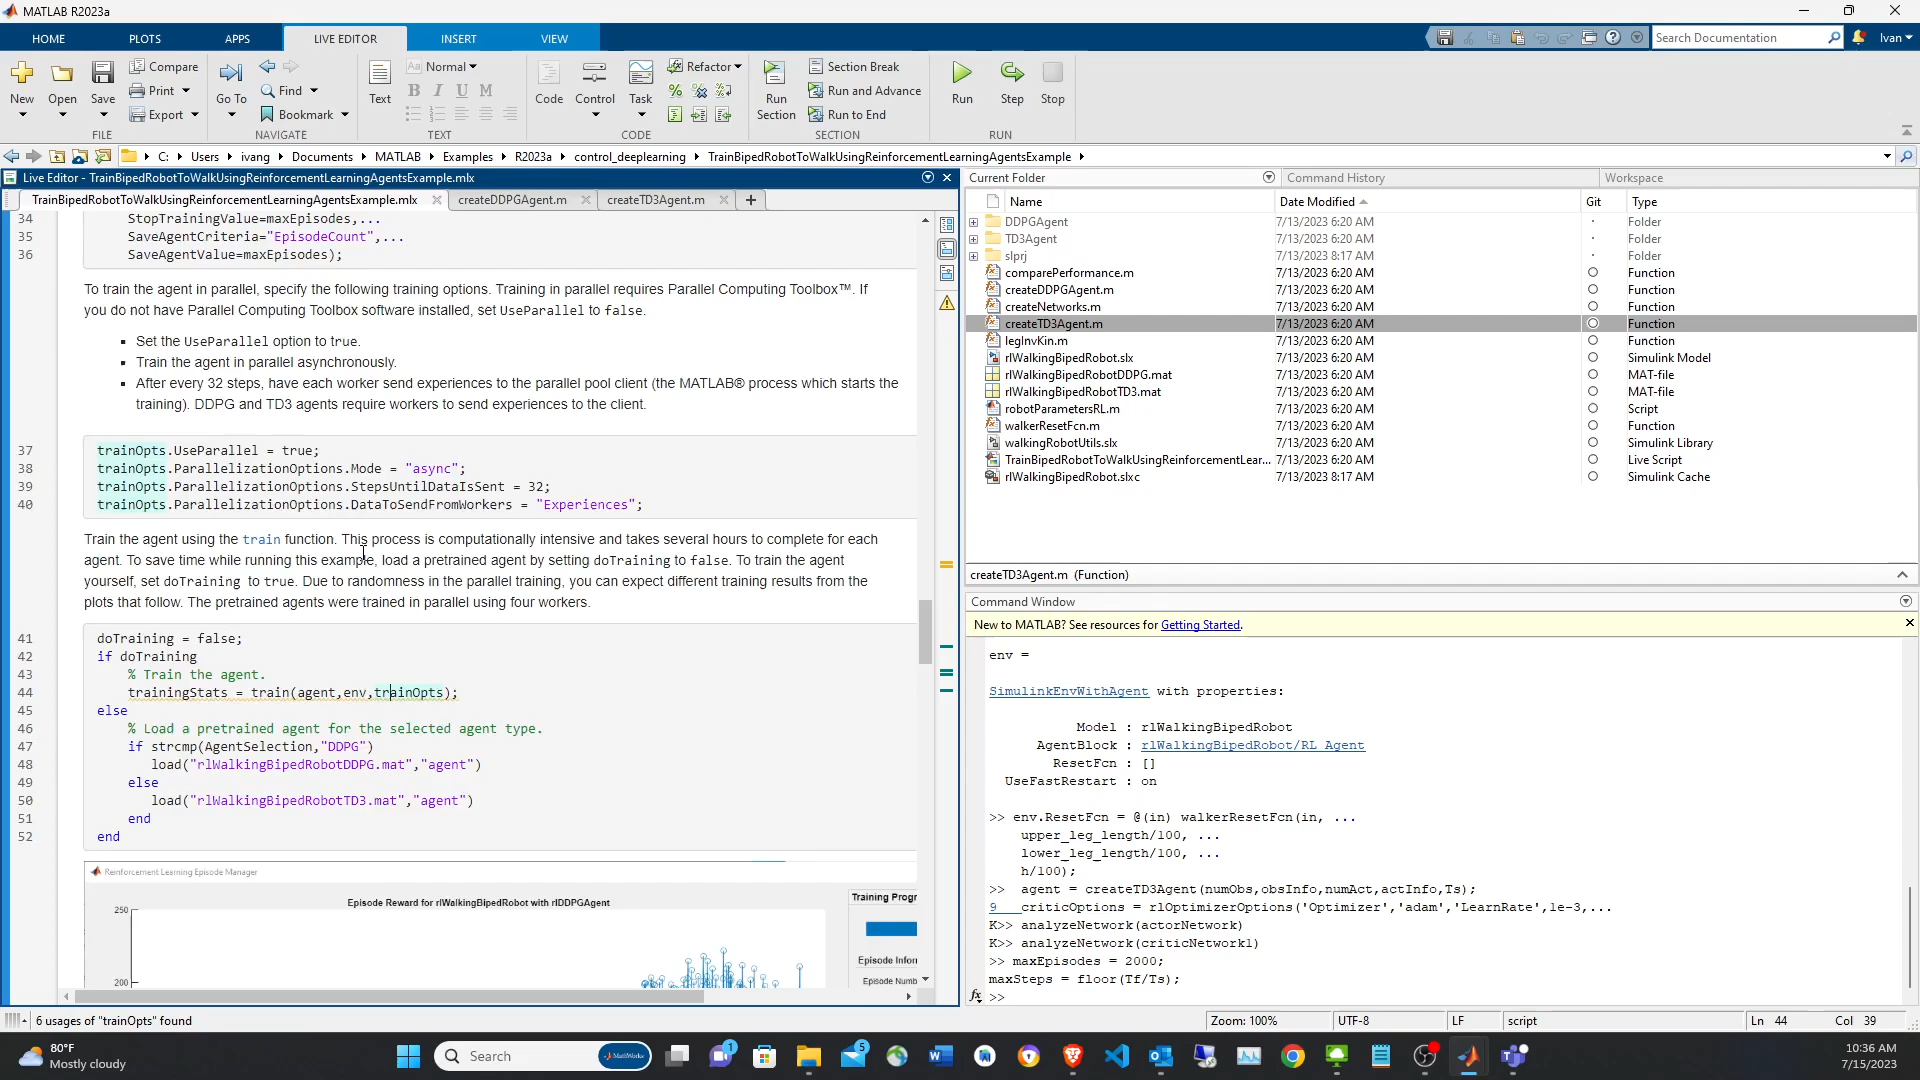 MATLAB R2023a
HOME PLOTS APPS LIVE EDITOR INSERT VIEW
Search Documentation Ivan
New Open Save Compare Print Export Go To Find Bookmark Text Aa Normal B I U M Code Control Task Refactor Run Section Section Break Run and Advance Run to End Run Step Stop
FILE NAVIGATE TEXT CODE SECTION RUN
C: Users ivang Documents MATLAB Examples R2023a control_deeplearning TrainBipedRobotToWalkUsingReinforcementLearningAgentsExample
Live Editor - TrainBipedRobotToWalkUsingReinforcementLearningAgentsExample.mlx
TrainBipedRobotToWalkUsingReinforcementLearningAgentsExample.mlx createDDPGAgent.m createTD3Agent.m
34 StopTrainingValue=maxEpisodes,...
35 SaveAgentCriteria="EpisodeCount",...
36 SaveAgentValue=maxEpisodes);
To train the agent in parallel, specify the following training options. Training in parallel requires Parallel Computing Toolbox™. If
you do not have Parallel Computing Toolbox software installed, set UseParallel to false.
Set the UseParallel option to true.
Train the agent in parallel asynchronously.
After every 32 steps, have each worker send experiences to the parallel pool client (the MATLAB® process which starts the
training). DDPG and TD3 agents require workers to send experiences to the client.
37 trainOpts.UseParallel = true;
38 trainOpts.ParallelizationOptions.Mode = "async";
39 trainOpts.ParallelizationOptions.StepsUntilDataIsSent = 32;
40 trainOpts.ParallelizationOptions.DataToSendFromWorkers = "Experiences";
Train the agent using the train function. This process is computationally intensive and takes several hours to complete for each
agent. To save time while running this example, load a pretrained agent by setting doTraining to false. To train the agent
yourself, set doTraining to true. Due to randomness in the parallel training, you can expect different training results from the
plots that follow. The pretrained agents were trained in parallel using four workers.
41 doTraining = false;
42 if doTraining
43 % Train the agent.
44 trainingStats = train(agent,env,trainOpts);
45 else
46 % Load a pretrained agent for the selected agent type.
47 if strcmp(AgentSelection,"DDPG")
48 load("rlWalkingBipedRobotDDPG.mat","agent")
49 else
50 load("rlWalkingBipedRobotTD3.mat","agent")
51 end
52 end
Reinforcement Learning Episode Manager
Episode Reward for rlWalkingBipedRobot with rlDDPGAgent
Training Progr
250
Episode Inforr
200
Episode Numb
6 usages of "trainOpts" found
Current Folder Command History Workspace
Name Date Modified Git Type
DDPGAgent 7/13/2023 6:20 AM Folder
TD3Agent 7/13/2023 6:20 AM Folder
slprj 7/13/2023 8:17 AM Folder
comparePerformance.m 7/13/2023 6:20 AM Function
createDDPGAgent.m 7/13/2023 6:20 AM Function
createNetworks.m 7/13/2023 6:20 AM Function
createTD3Agent.m 7/13/2023 6:20 AM Function
legInvKin.m 7/13/2023 6:20 AM Function
rlWalkingBipedRobot.slx 7/13/2023 6:20 AM Simulink Model
rlWalkingBipedRobotDDPG.mat 7/13/2023 6:20 AM MAT-file
rlWalkingBipedRobotTD3.mat 7/13/2023 6:20 AM MAT-file
robotParametersRL.m 7/13/2023 6:20 AM Script
walkerResetFcn.m 7/13/2023 6:20 AM Function
walkingRobotUtils.slx 7/13/2023 6:20 AM Simulink Library
TrainBipedRobotToWalkUsingReinforcementLear... 7/13/2023 6:20 AM Live Script
rlWalkingBipedRobot.slxc 7/13/2023 8:17 AM Simulink Cache
createTD3Agent.m (Function)
Command Window
New to MATLAB? See resources for Getting Started.
env =
SimulinkEnvWithAgent with properties:
Model : rlWalkingBipedRobot
AgentBlock : rlWalkingBipedRobot/RL Agent
ResetFcn : []
UseFastRestart : on
>> env.ResetFcn = @(in) walkerResetFcn(in, ...
upper_leg_length/100, ...
lower_leg_length/100, ...
h/100);
>> agent = createTD3Agent(numObs,obsInfo,numAct,actInfo,Ts);
9 criticOptions = rlOptimizerOptions('Optimizer','adam','LearnRate',1e-3,...
K>> analyzeNetwork(actorNetwork)
K>> analyzeNetwork(criticNetwork1)
>> maxEpisodes = 2000;
maxSteps = floor(Tf/Ts);
fx >>
Zoom: 100% UTF-8 LF script Ln 44 Col 39
80°F
Mostly cloudy
Search MathWorks 1 5
10:36 AM
7/15/2023